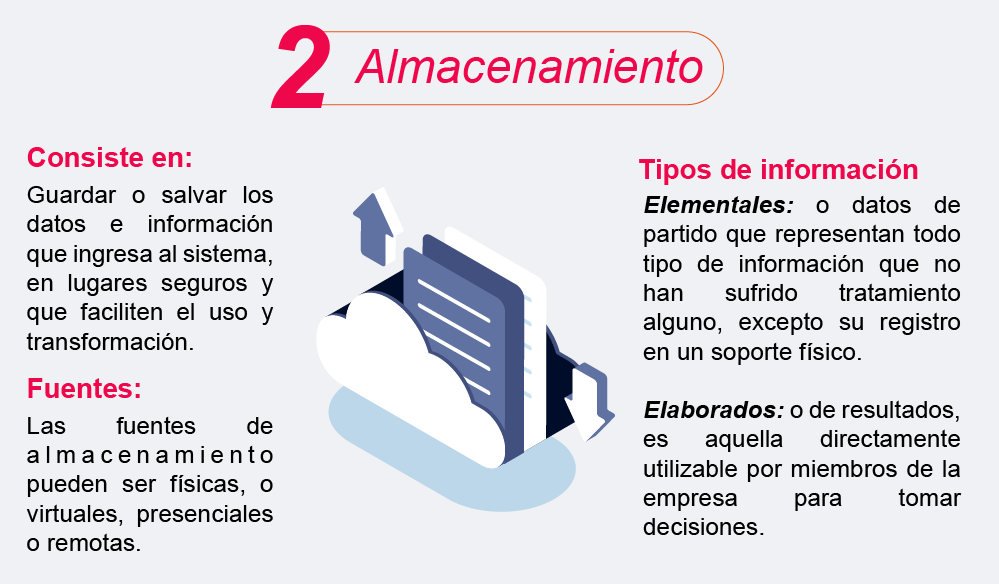 2 Almacenamiento
Consiste en:
Guardar o salvar los
datos e información
que ingresa al sistema,
en lugares seguros y
que faciliten el uso y
transformación.
Fuentes:
Las fuentes de
almacenamiento
pueden ser físicas, o
virtuales, presenciales
o remotas.
Tipos de información
Elementales: o datos de
partido que representan todo
tipo de información que no
han sufrido tratamiento
alguno, excepto su registro
en un soporte físico.
Elaborados: o de resultados,
es aquella directamente
utilizable por miembros de la
empresa para tomar
decisiones.